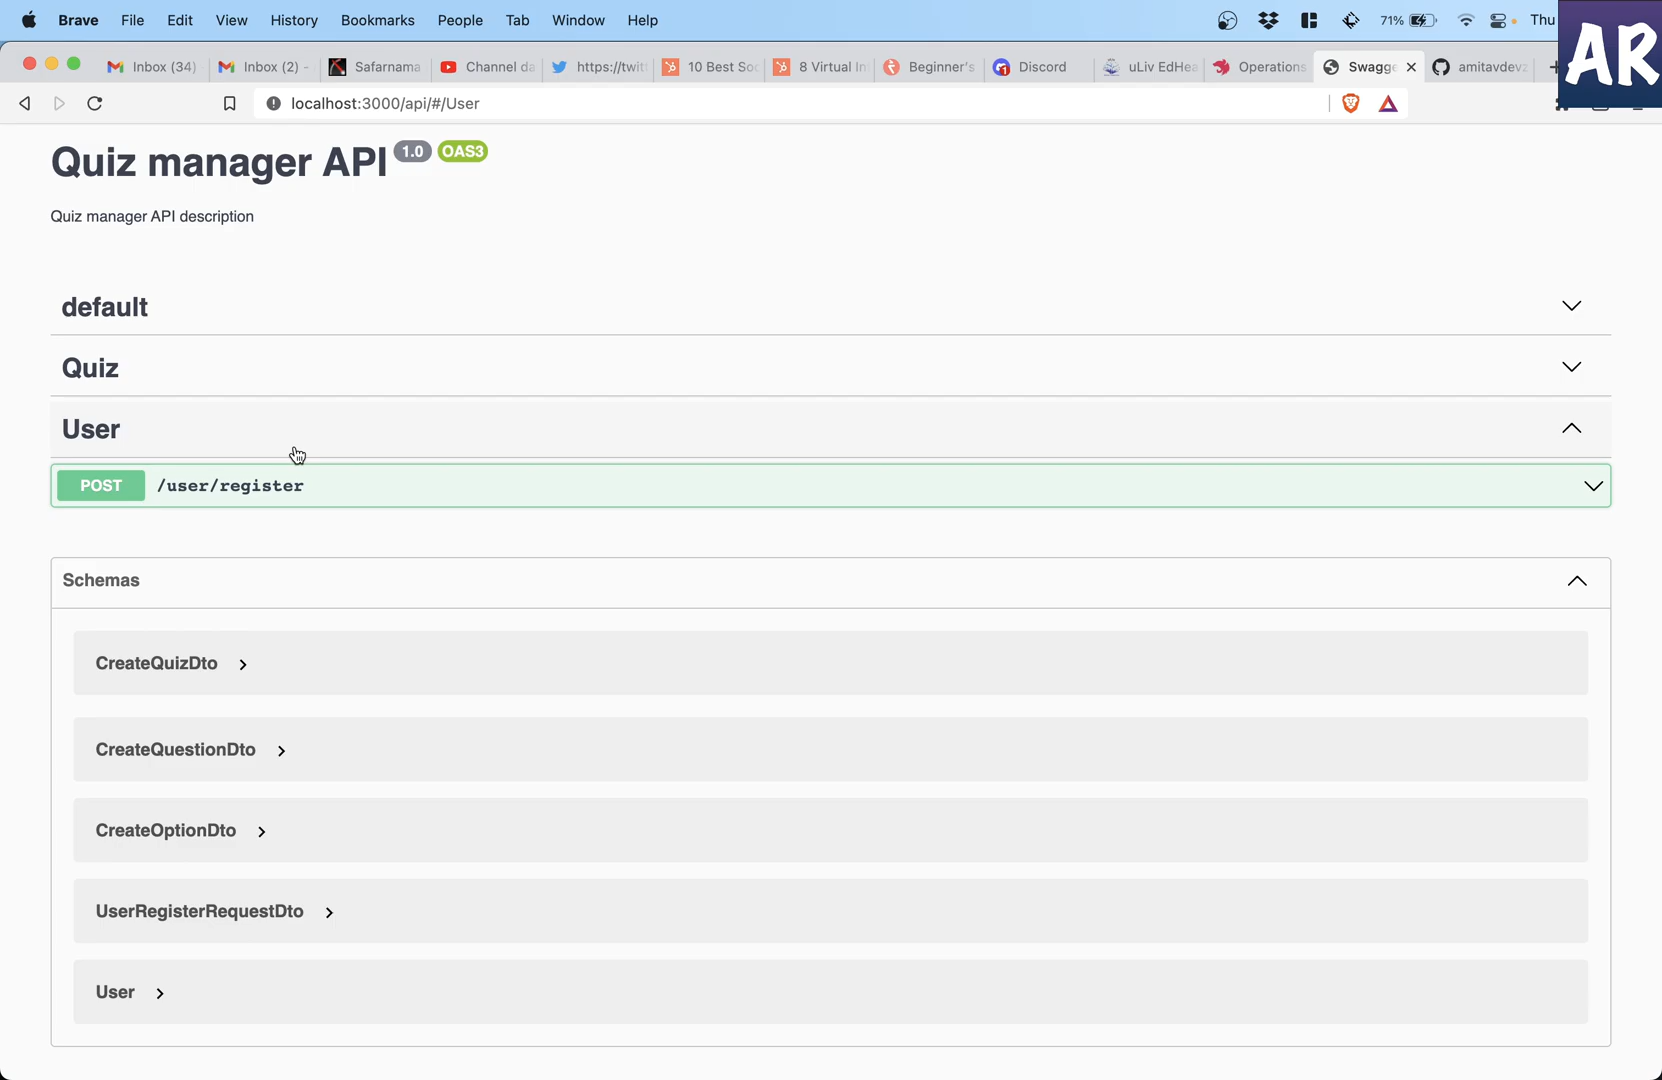 Brave File Edit View History Bookmarks People Tab Window Help 71% Thu
AR
Inbox (34) Inbox (2) - Safarnama Channel da https://twitt 10 Best Soc 8 Virtual In Beginner's Discord uLiv EdHea Operations Swagge amitavdevz
localhost:3000/api/#/User
Quiz manager API 1.0 OAS3
Quiz manager API description
default
Quiz
User
POST /user/register
Schemas
CreateQuizDto
CreateQuestionDto
CreateOptionDto
UserRegisterRequestDto
User